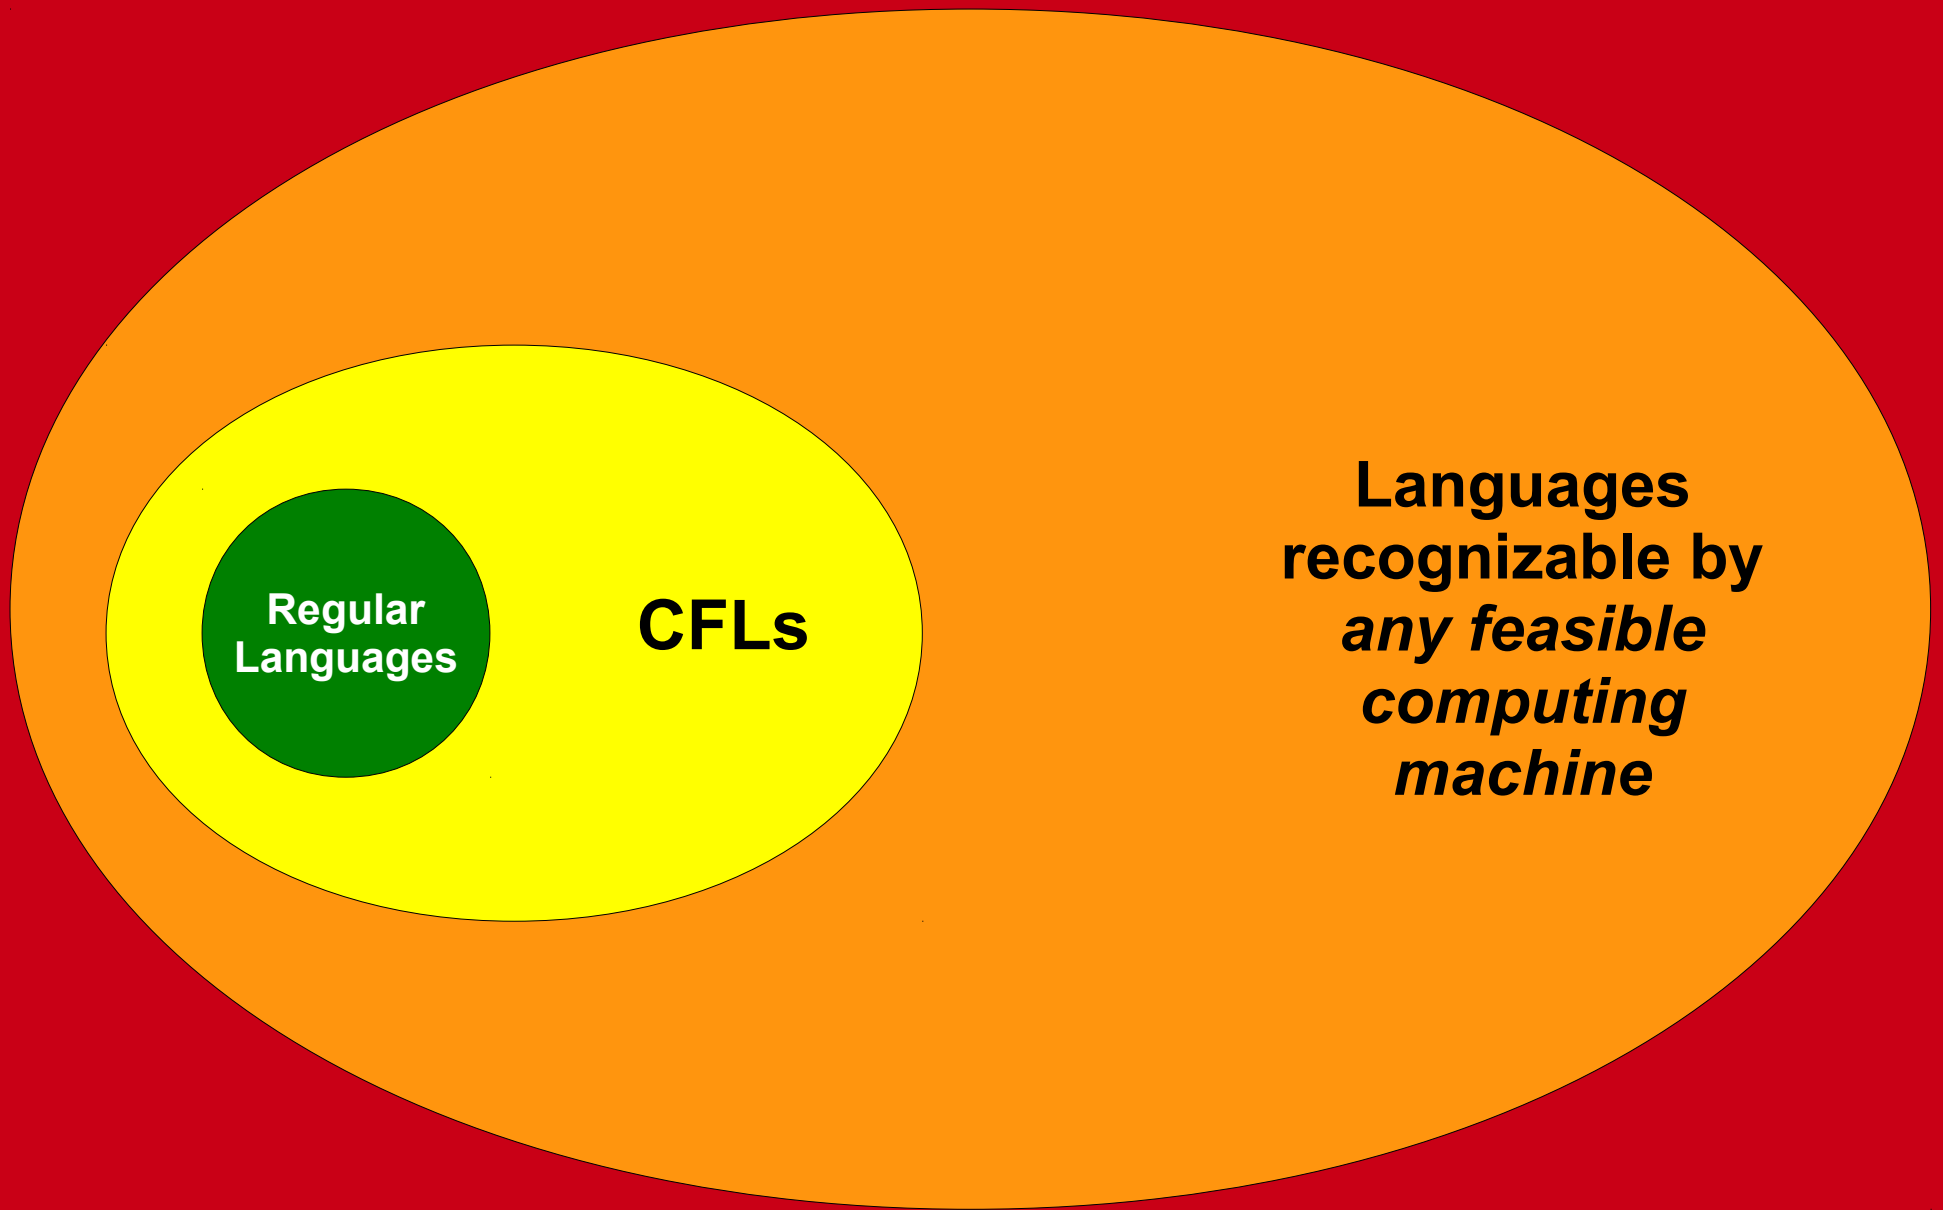 Regular
Languages
CFLs
Languages
recognizable by
any feasible
computing
machine